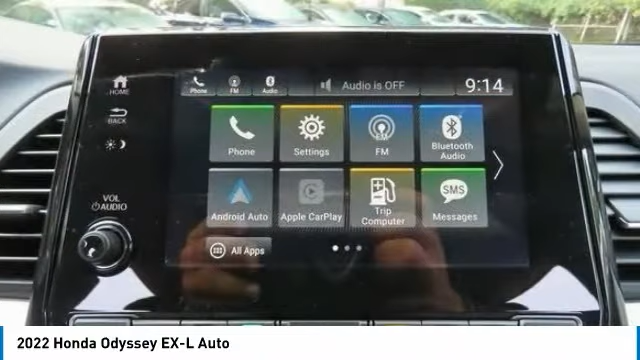 HOME
Phone
FM
Audio
Audio is OFF
9:14
BACK
Phone
Settings
FM
FM
Bluetooth
Audio
VOL
AUDIO
Android Auto
Apple CarPlay
Trip
Computer
SMS
Messages
All Apps
2022 Honda Odyssey EX-L Auto